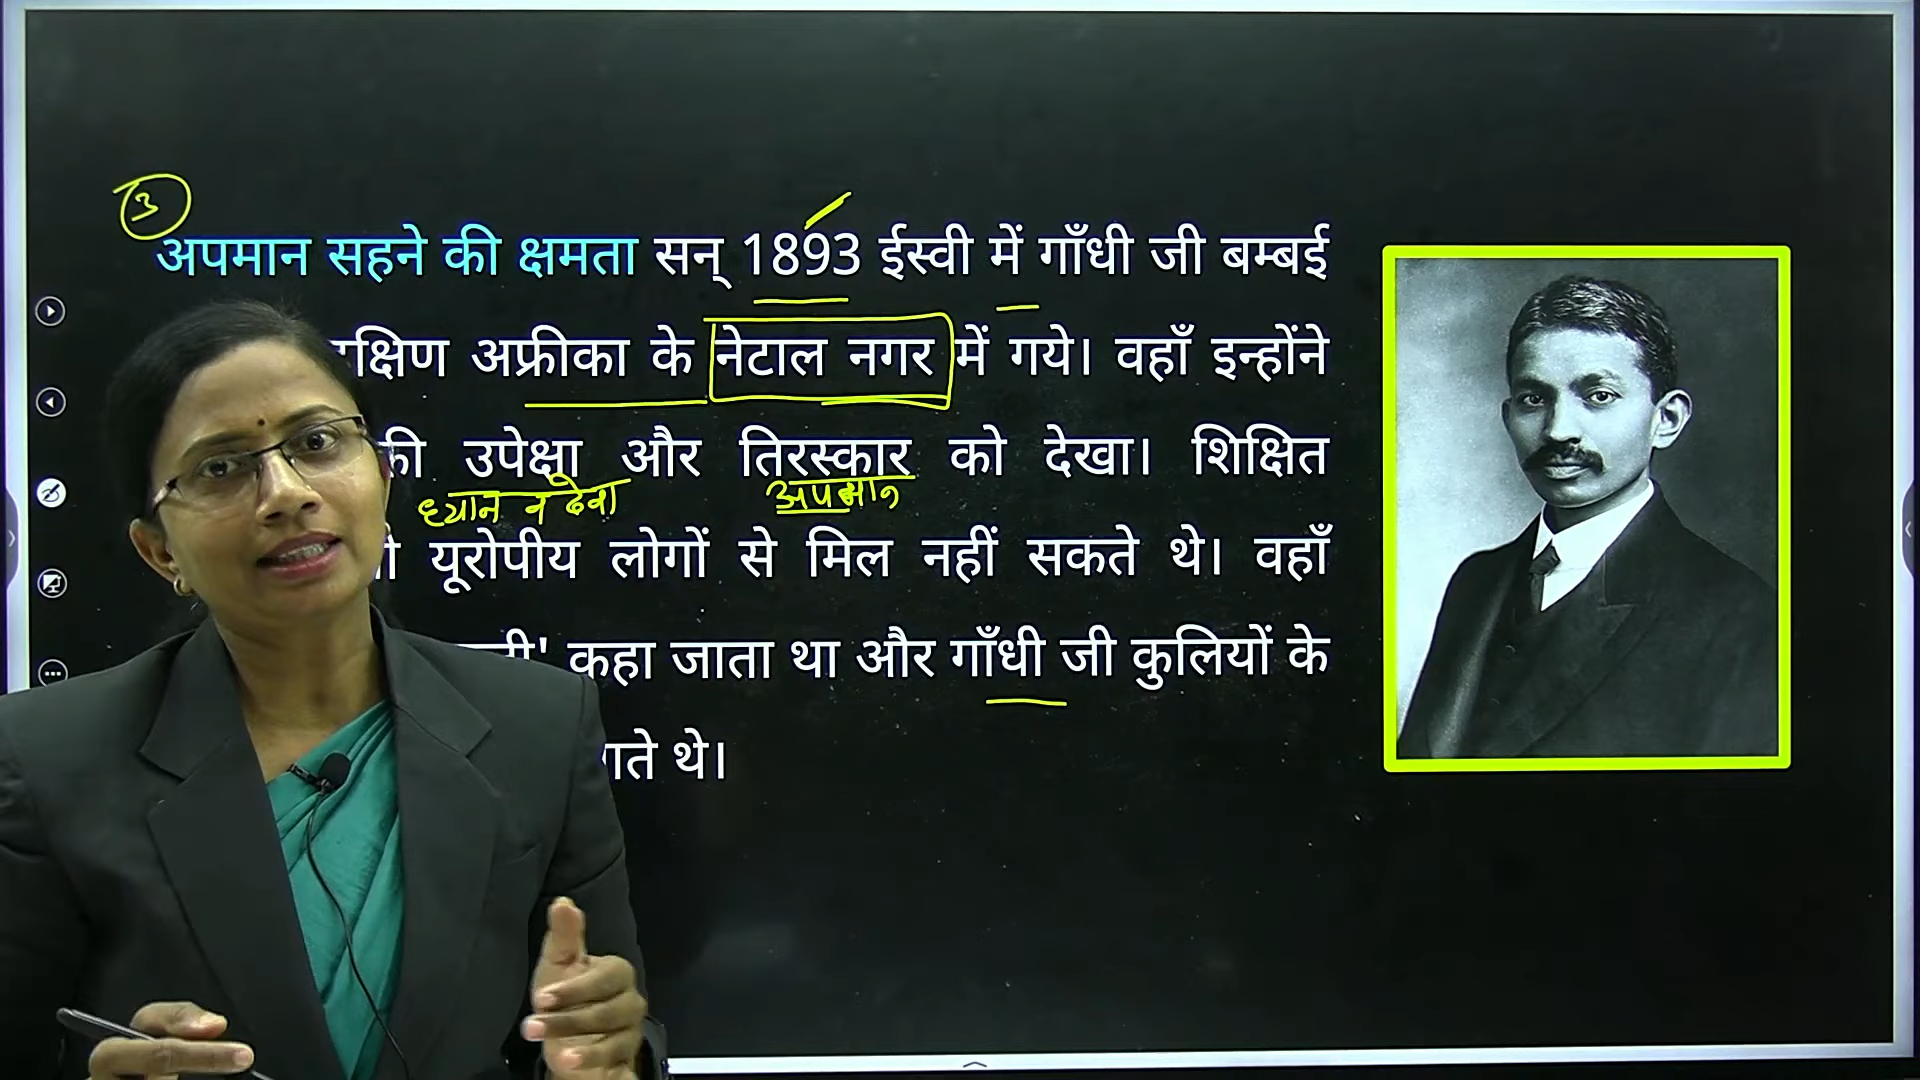 3
अपमान सहने की क्षमता सन् 1893 ईस्वी में गाँधी जी बम्बई
अफ्रीका के नेटाल नगर में गये। वहाँ इन्होंने
उपेक्षा और तिरस्कार को देखा। शिक्षित
ध्यान न देना अपमान
यूरोपीय लोगों से मिल नहीं सकते थे। वहाँ
कहा जाता था और गाँधी जी कुलियों के
थे।